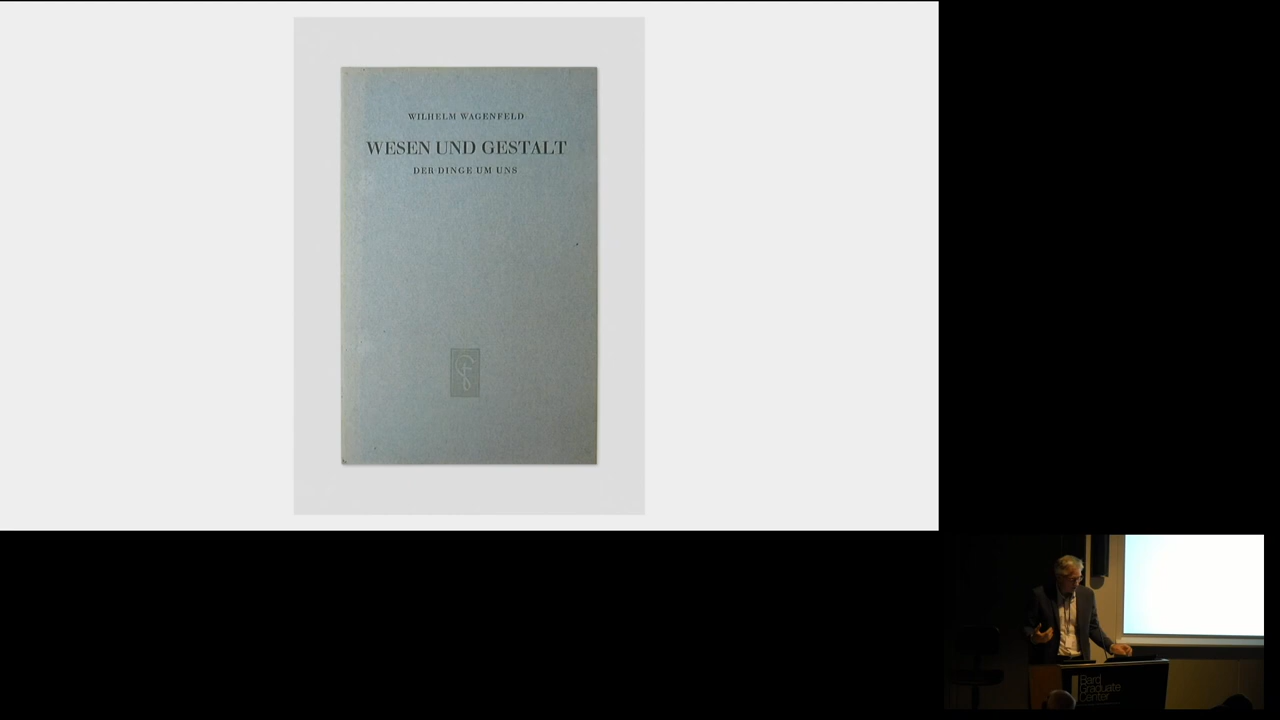 WILHELM WAGENFELD
WESEN UND GESTALT
DER DINGE UM UNS
Bard
Graduate
Center